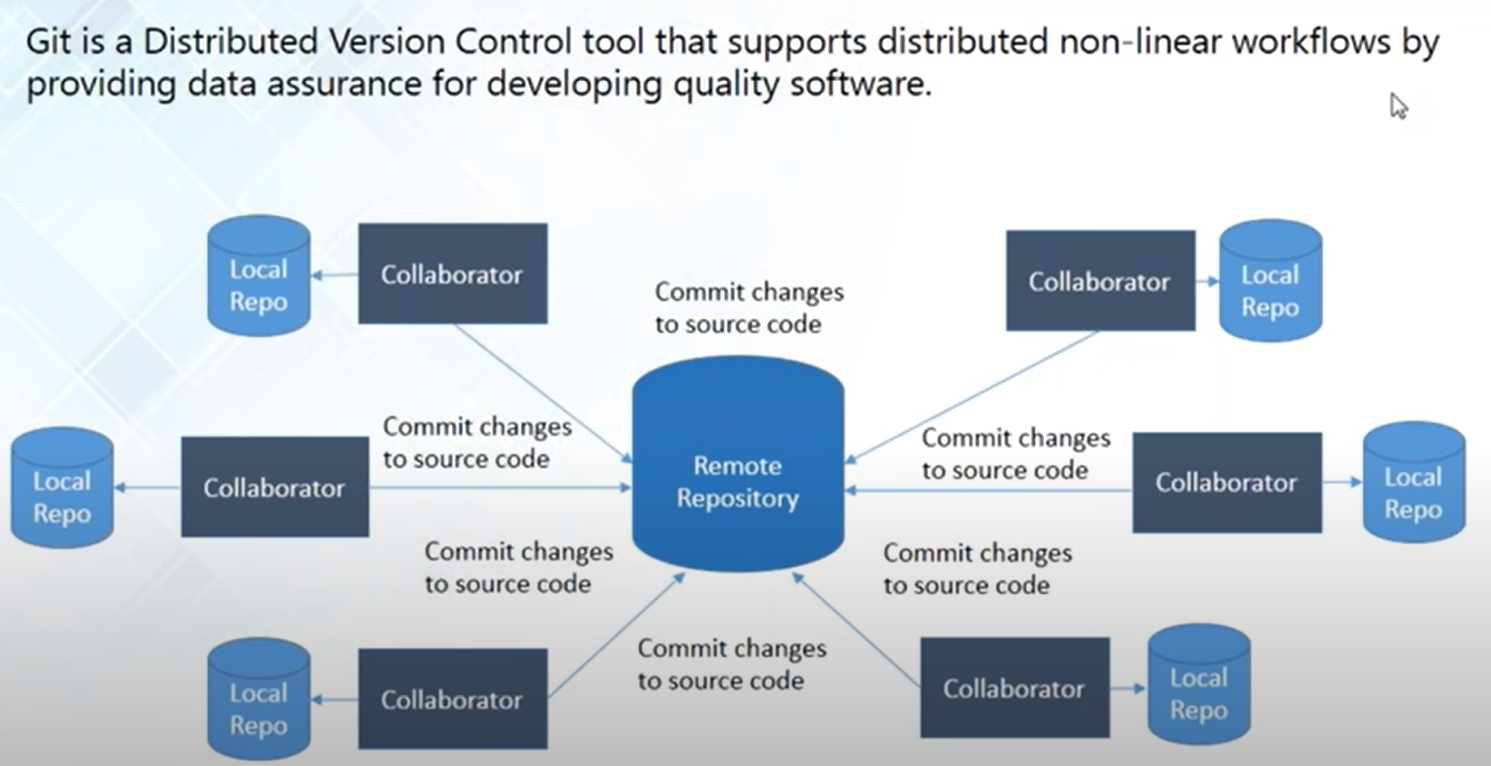 Git is a Distributed Version Control tool that supports distributed non-linear workflows by
providing data assurance for developing quality software.
Local
Repo
Collaborator
Commit changes
to source code
Collaborator
Local
Repo
Local
Repo
Collaborator
Commit changes
to source code
Remote
Repository
Commit changes
to source code
Collaborator
Local
Repo
Commit changes
to source code
Commit changes
to source code
Local
Repo
Collaborator
Commit changes
to source code
Collaborator
Local
Repo